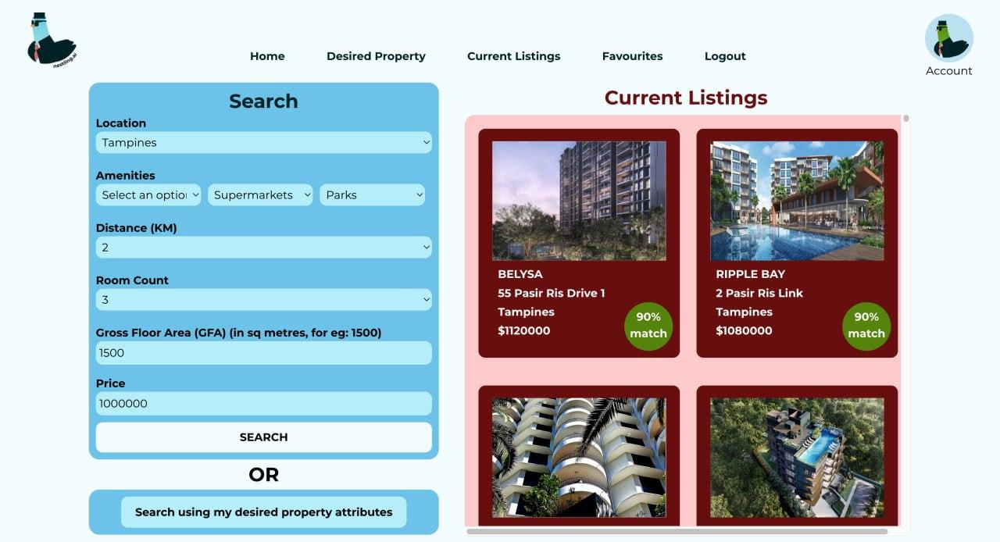 nestling.ai
Home
Desired Property
Current Listings
Favourites
Logout
Account
Search
Location
Tampines
Amenities
Select an option
Supermarkets
Parks
Distance (KM)
2
Room Count
3
Gross Floor Area (GFA) (in sq metres, for eg: 1500)
1500
Price
1000000
SEARCH
OR
Search using my desired property attributes
Current Listings
BELYSA
55 Pasir Ris Drive 1
Tampines
$1120000
90%
match
RIPPLE BAY
2 Pasir Ris Link
Tampines
$1080000
90%
match